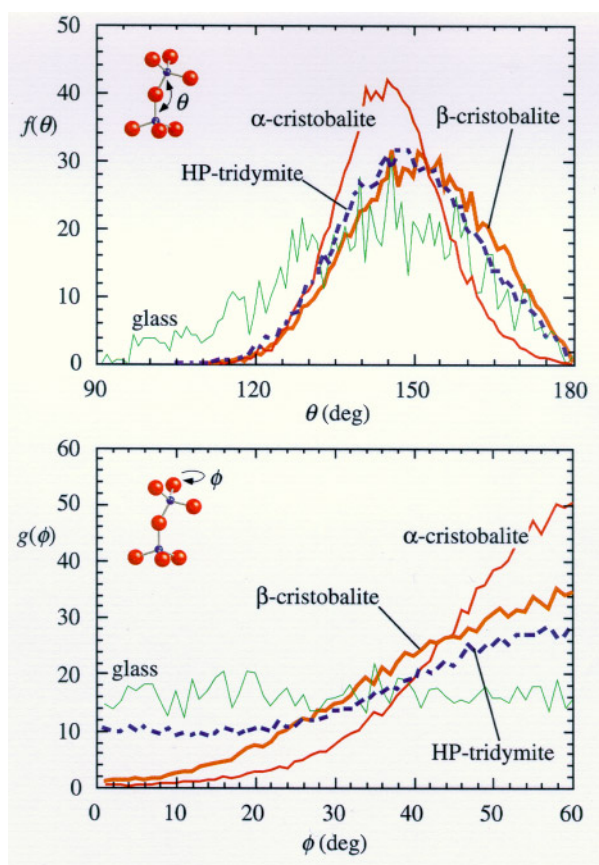 50
40
f(θ)
30
20
10
0
θ
α-cristobalite
β-cristobalite
HP-tridymite
glass
90
120
150
180
θ (deg)
60
50
g(ϕ)
40
30
20
10
0
ϕ
α-cristobalite
β-cristobalite
glass
HP-tridymite
0
10
20
30
40
50
60
ϕ (deg)